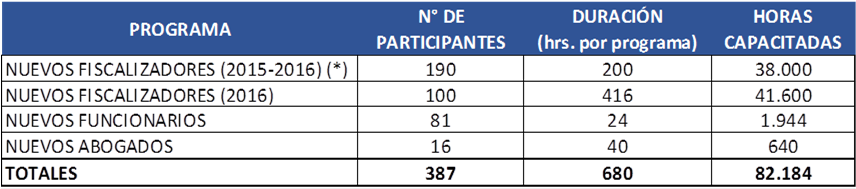 PROGRAMA N° DE PARTICIPANTES DURACIÓN (hrs. por programa) HORAS CAPACITADAS
NUEVOS FISCALIZADORES (2015-2016) (*) 190 200 38.000
NUEVOS FISCALIZADORES (2016) 100 416 41.600
NUEVOS FUNCIONARIOS 81 24 1.944
NUEVOS ABOGADOS 16 40 640
TOTALES 387 680 82.184